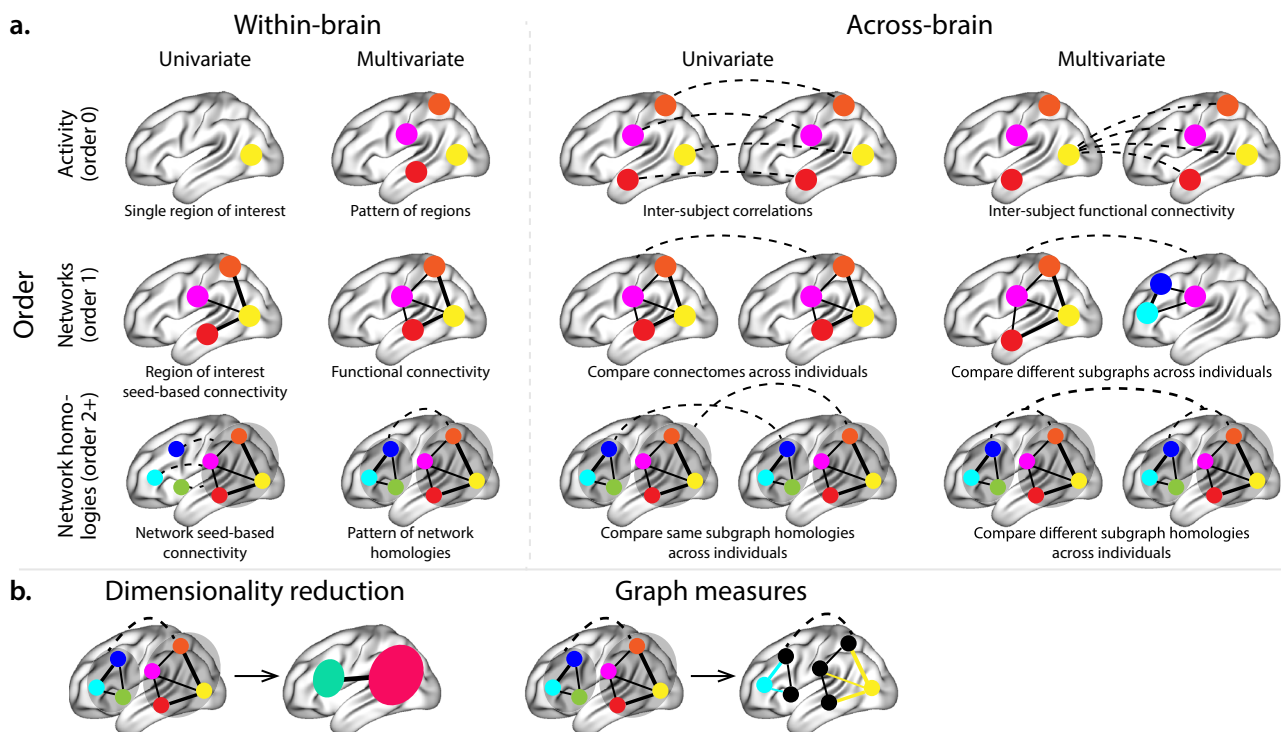 a.
Within-brain
Across-brain
Univariate
Multivariate
Univariate
Multivariate
Order
Activity
(order 0)
Single region of interest
Pattern of regions
Inter-subject correlations
Inter-subject functional connectivity
Networks
(order 1)
Region of interest
seed-based connectivity
Functional connectivity
Compare connectomes across individuals
Compare different subgraphs across individuals
Network homo-
logies (order 2+)
Network seed-based
connectivity
Pattern of network
homologies
Compare same subgraph homologies
across individuals
Compare different subgraph homologies
across individuals
b.
Dimensionality reduction
Graph measures